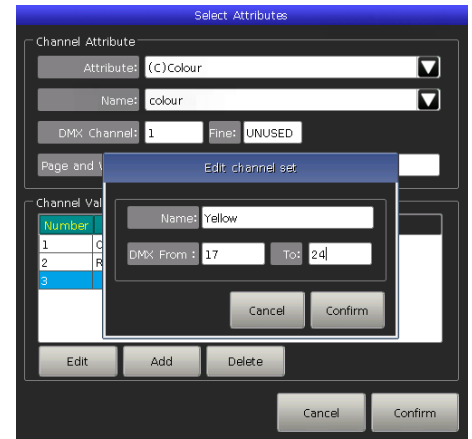 Select Attributes
Channel Attribute
Attribute: (C)Colour
Name: colour
DMX Channel: 1 Fine: UNUSED
Page and
Edit channel set
Channel Val
Name: Yellow
Number
1
DMX From : 17 To: 24
2 R
3
Cancel Confirm
Edit Add Delete
Cancel Confirm